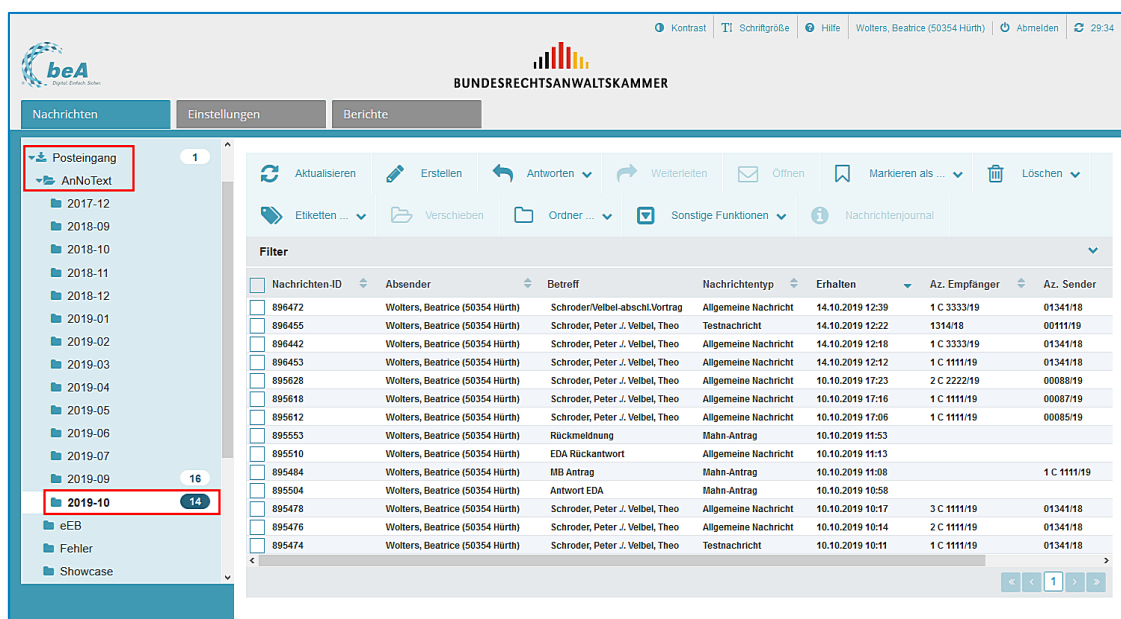 Kontrast T! Schriftgröße Hilfe Wolters, Beatrice (50354 Hürth) Abmelden 29:34
beA
Digital. Einfach. Sicher.
BUNDESRECHTSANWALTSKAMMER
Nachrichten Einstellungen Berichte
Posteingang 1
AnNoText
2017-12
2018-09
2018-10
2018-11
2018-12
2019-01
2019-02
2019-03
2019-04
2019-05
2019-06
2019-07
2019-09 16
2019-10 14
eEB
Fehler
Showcase
Aktualisieren Erstellen Antworten Weiterleiten Öffnen Markieren als ... Löschen
Etiketten ... Verschieben Ordner ... Sonstige Funktionen Nachrichtenjournal
Filter
Nachrichten-ID Absender Betreff Nachrichtentyp Erhalten Az. Empfänger Az. Sender
896472 Wolters, Beatrice (50354 Hürth) Schroder/Velbel-abschl.Vortrag Allgemeine Nachricht 14.10.2019 12:39 1 C 3333/19 01341/18
896455 Wolters, Beatrice (50354 Hürth) Schroder, Peter ./. Velbel, Theo Testnachricht 14.10.2019 12:22 1314/18 00111/19
896442 Wolters, Beatrice (50354 Hürth) Schroder, Peter ./. Velbel, Theo Allgemeine Nachricht 14.10.2019 12:18 1 C 3333/19 01341/18
896453 Wolters, Beatrice (50354 Hürth) Schroder, Peter ./. Velbel, Theo Allgemeine Nachricht 14.10.2019 12:12 1 C 1111/19 01341/18
895628 Wolters, Beatrice (50354 Hürth) Schroder, Peter ./. Velbel, Theo Allgemeine Nachricht 10.10.2019 17:23 2 C 2222/19 00088/19
895618 Wolters, Beatrice (50354 Hürth) Schroder, Peter ./. Velbel, Theo Allgemeine Nachricht 10.10.2019 17:16 1 C 1111/19 00087/19
895612 Wolters, Beatrice (50354 Hürth) Schroder, Peter ./. Velbel, Theo Allgemeine Nachricht 10.10.2019 17:06 1 C 1111/19 00085/19
895553 Wolters, Beatrice (50354 Hürth) Rückmeldnung Mahn-Antrag 10.10.2019 11:53
895510 Wolters, Beatrice (50354 Hürth) EDA Rückantwort Allgemeine Nachricht 10.10.2019 11:13
895484 Wolters, Beatrice (50354 Hürth) MB Antrag Mahn-Antrag 10.10.2019 11:08 1 C 1111/19
895504 Wolters, Beatrice (50354 Hürth) Antwort EDA Mahn-Antrag 10.10.2019 10:58
895478 Wolters, Beatrice (50354 Hürth) Schroder, Peter ./. Velbel, Theo Allgemeine Nachricht 10.10.2019 10:17 3 C 1111/19 01341/18
895476 Wolters, Beatrice (50354 Hürth) Schroder, Peter ./. Velbel, Theo Allgemeine Nachricht 10.10.2019 10:14 2 C 1111/19 01341/18
895474 Wolters, Beatrice (50354 Hürth) Schroder, Peter ./. Velbel, Theo Testnachricht 10.10.2019 10:11 1 C 1111/19 01341/18
« < 1 > »